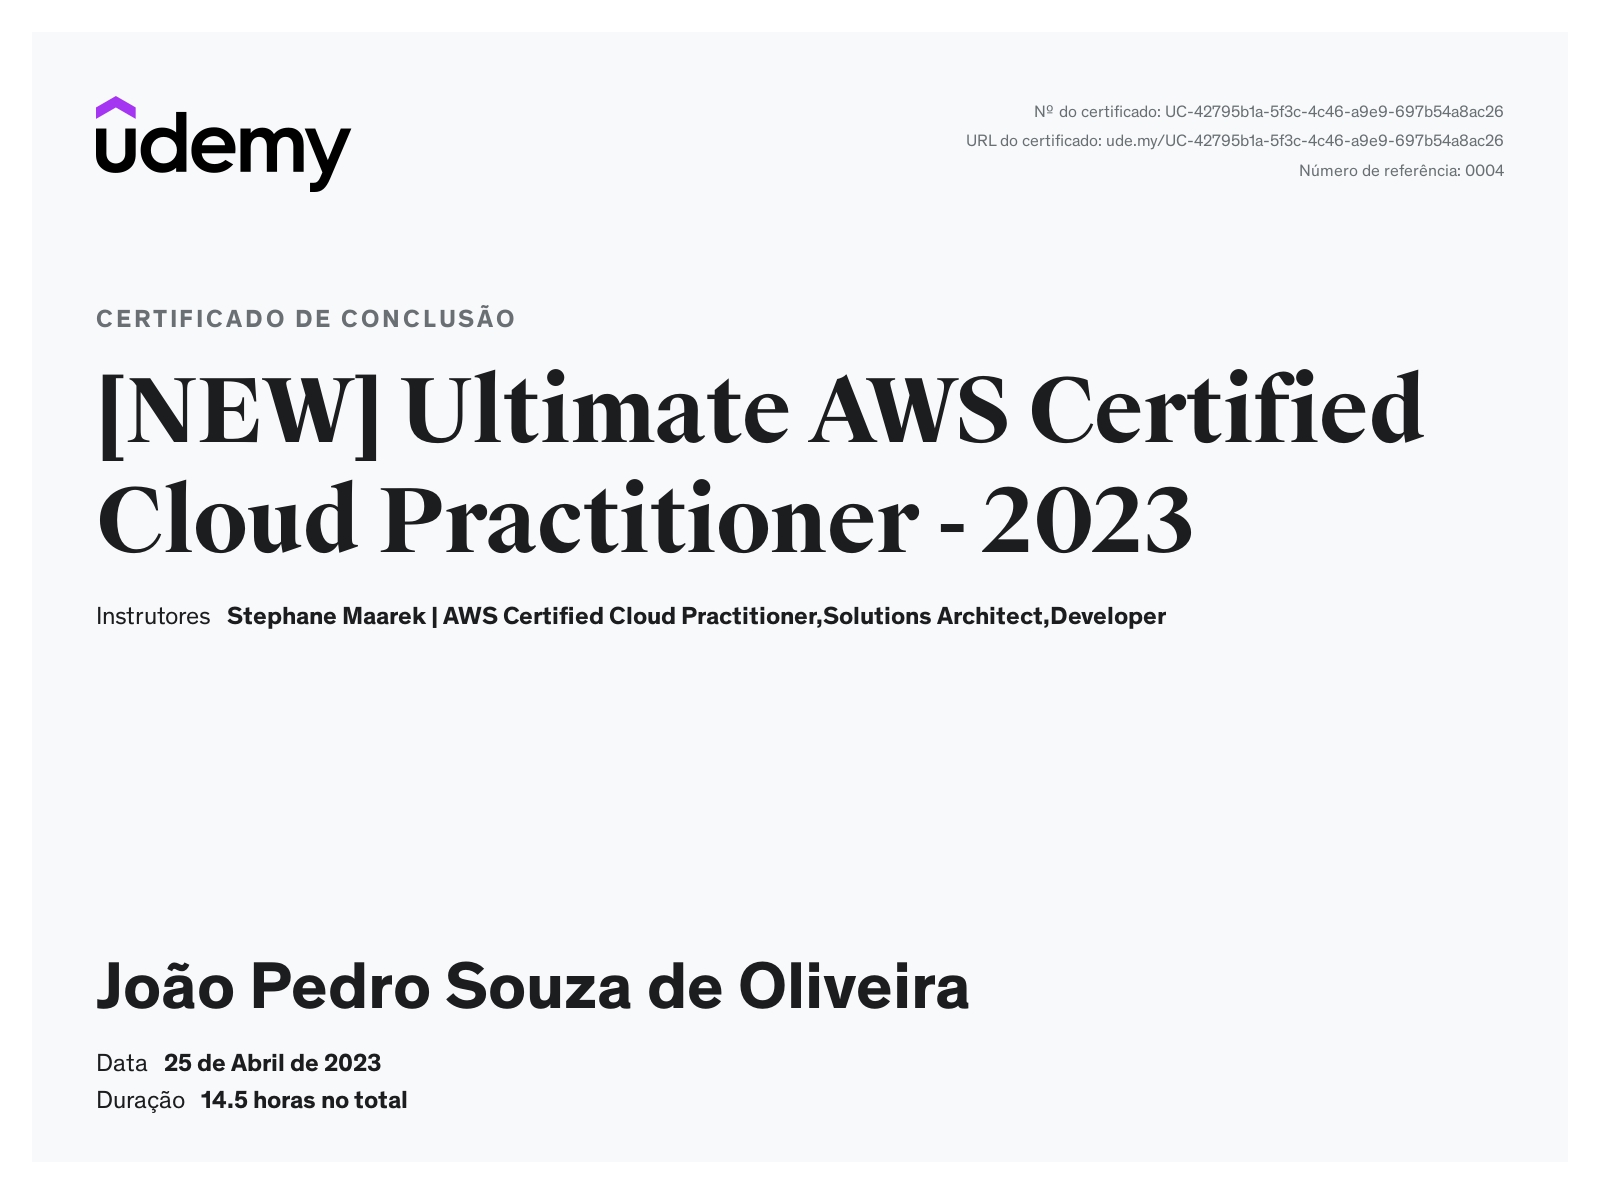 udemy
Nº do certificado: UC-42795b1a-5f3c-4c46-a9e9-697b54a8ac26
URL do certificado: ude.my/UC-42795b1a-5f3c-4c46-a9e9-697b54a8ac26
Número de referência: 0004
CERTIFICADO DE CONCLUSÃO
[NEW] Ultimate AWS Certified
Cloud Practitioner - 2023
Instrutores Stephane Maarek | AWS Certified Cloud Practitioner,Solutions Architect,Developer
João Pedro Souza de Oliveira
Data 25 de Abril de 2023
Duração 14.5 horas no total